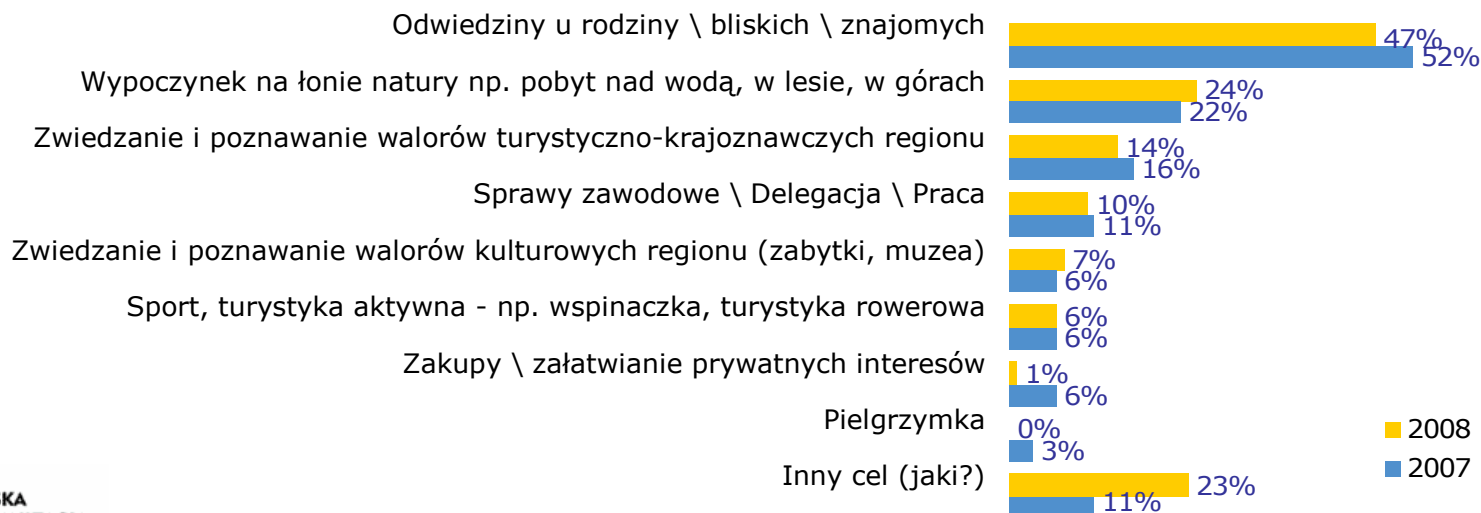 Odwiedziny u rodziny \ bliskich \ znajomych
47%
52%
Wypoczynek na łonie natury np. pobyt nad wodą, w lesie, w górach
24%
22%
Zwiedzanie i poznawanie walorów turystyczno-krajoznawczych regionu
14%
16%
Sprawy zawodowe \ Delegacja \ Praca
10%
11%
Zwiedzanie i poznawanie walorów kulturowych regionu (zabytki, muzea)
7%
6%
Sport, turystyka aktywna - np. wspinaczka, turystyka rowerowa
6%
6%
Zakupy \ załatwianie prywatnych interesów
1%
6%
Pielgrzymka
0%
3%
Inny cel (jaki?)
23%
11%
2008
2007